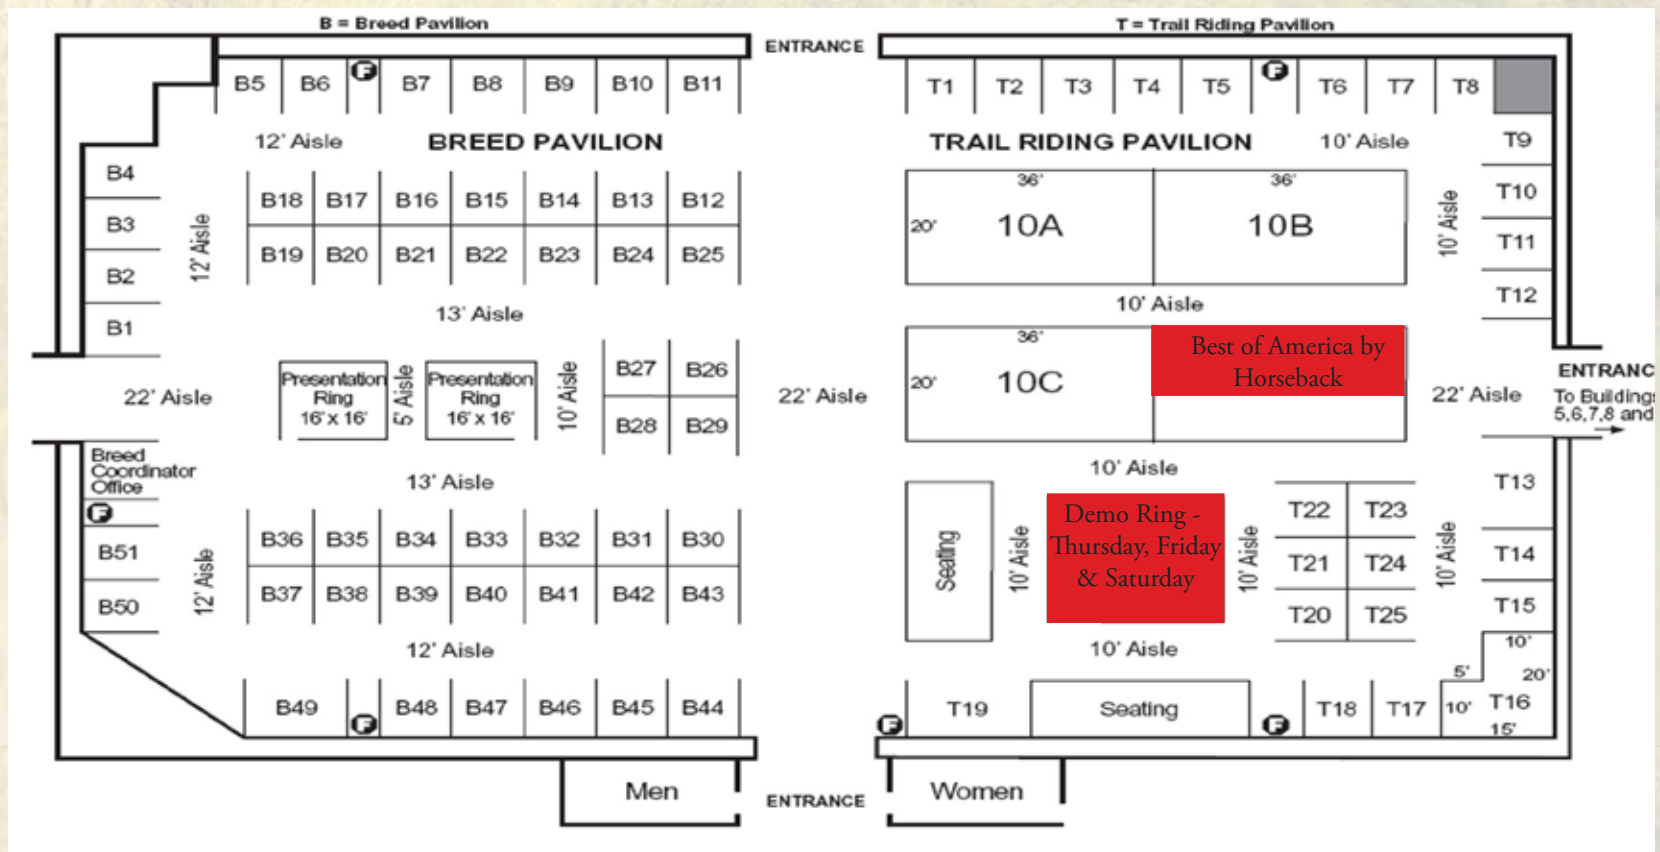 B = Breed Pavilion
T = Trail Riding Pavilion
ENTRANCE
B5 B6 F B7 B8 B9 B10 B11
T1 T2 T3 T4 T5 F T6 T7 T8
12' Aisle
BREED PAVILION
TRAIL RIDING PAVILION
10' Aisle
T9
B4
B3
B2
B1
12' Aisle
B18 B17 B16 B15 B14 B13 B12
B19 B20 B21 B22 B23 B24 B25
36'
20'
10A
36'
10B
10' Aisle
T10
T11
T12
13' Aisle
10' Aisle
22' Aisle
Presentation
Ring
16' x 16'
5' Aisle
Presentation
Ring
16' x 16'
10' Aisle
B27 B26
B28 B29
22' Aisle
36'
20'
10C
Best of America by
Horseback
22' Aisle
ENTRANC
To Building
5,6,7,8 and
Breed
Coordinator
Office
F
B51
B50
13' Aisle
10' Aisle
12' Aisle
B36 B35 B34 B33 B32 B31 B30
B37 B38 B39 B40 B41 B42 B43
Seating
10' Aisle
Demo Ring -
Thursday, Friday
& Saturday
10' Aisle
T22 T23
T21 T24
T20 T25
10' Aisle
T13
T14
T15
12' Aisle
10' Aisle
10'
5'
20'
B49 F B48 B47 B46 B45 B44
F T19 Seating F T18 T17 10' T16
15'
Men
ENTRANCE
Women